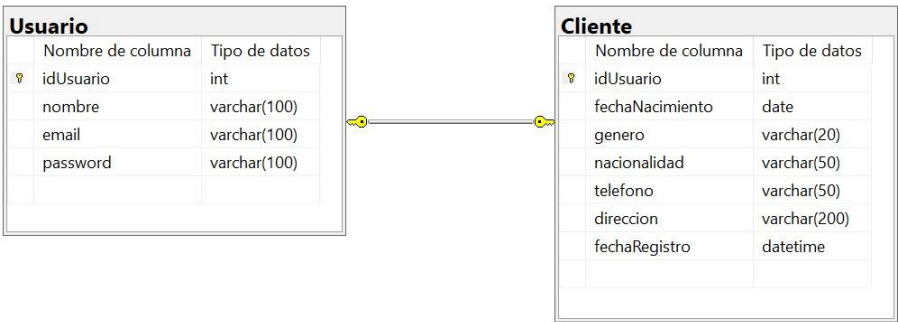 Usuario
Nombre de columna Tipo de datos
idUsuario int
nombre varchar(100)
email varchar(100)
password varchar(100)
Cliente
Nombre de columna Tipo de datos
idUsuario int
fechaNacimiento date
genero varchar(20)
nacionalidad varchar(50)
telefono varchar(50)
direccion varchar(200)
fechaRegistro datetime